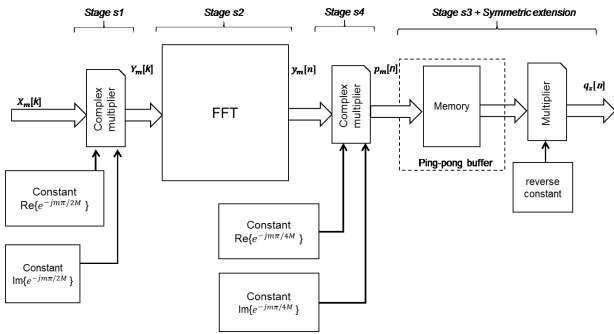 Stage s1
Stage s2
Stage s4
Stage s3 + Symmetric extension
X_m[k]
Complex multiplier
Y_m[k]
FFT
y_m[n]
Complex multiplier
p_m[n]
Memory
Ping-pong buffer
Multiplier
q_s[n]
Constant
Re{e^{-jmπ/2M}}
Constant
Im{e^{-jmπ/2M}}
Constant
Re{e^{-jmπ/4M}}
Constant
Im{e^{-jmπ/4M}}
reverse
constant